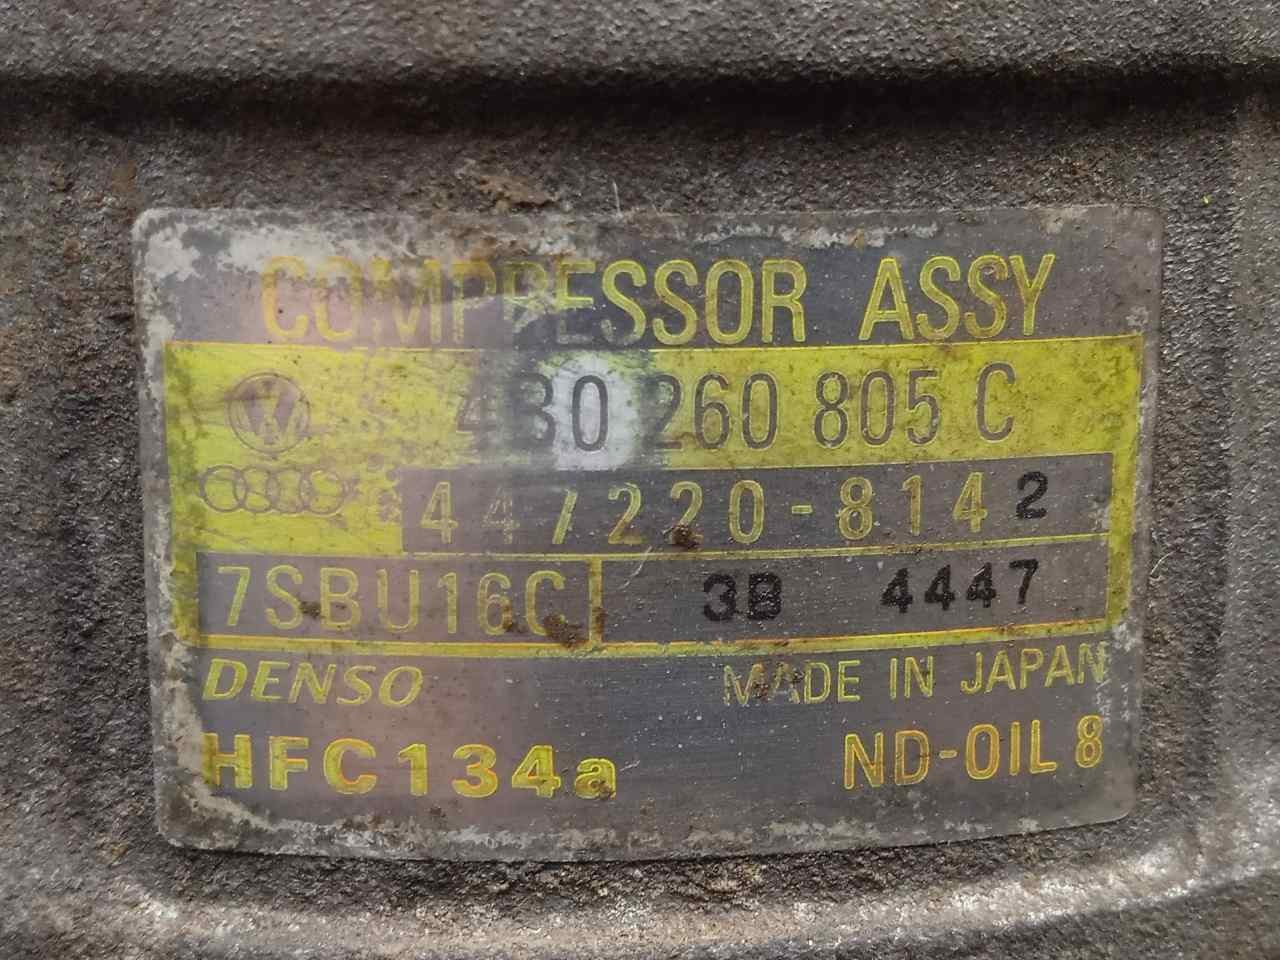 COMPRESSOR ASSY
4B0 260 805 C
447220-8142
7SBU16C 3B 4447
DENSO MADE IN JAPAN
HFC134a ND-OIL 8